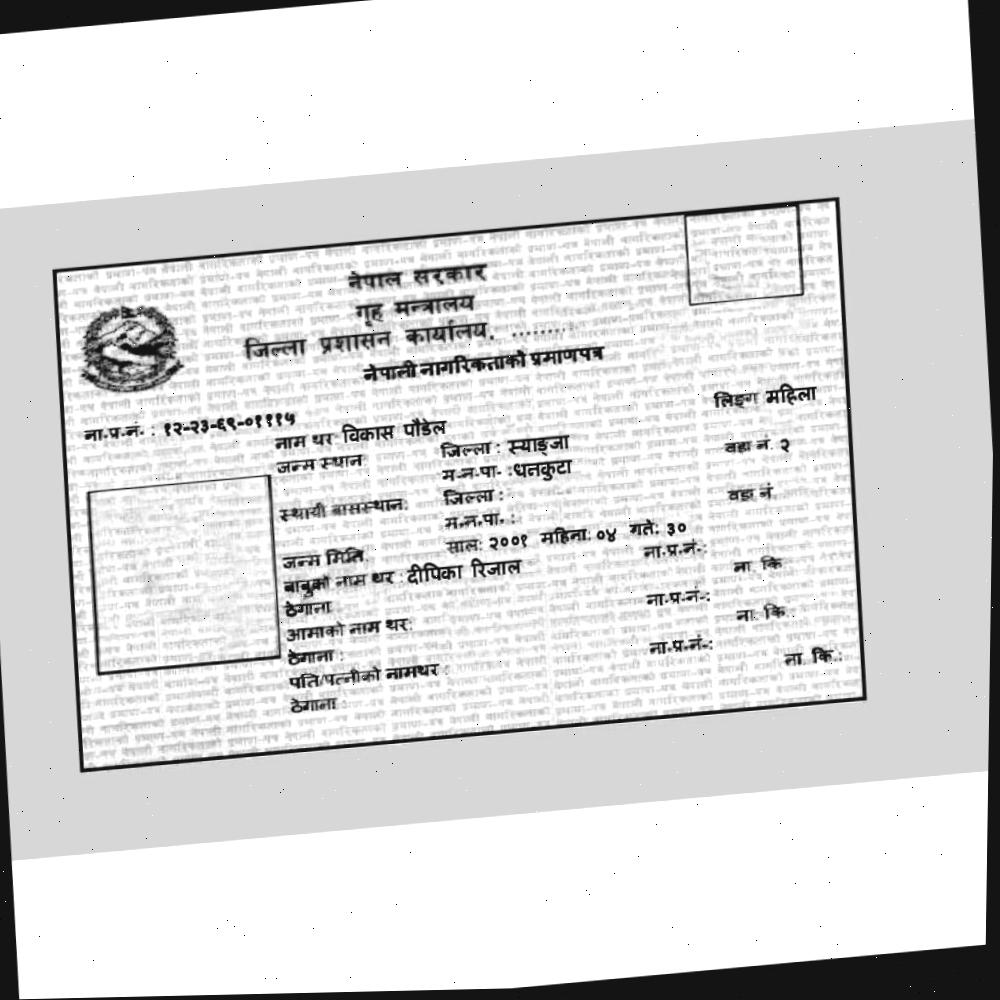 नेपाल सरकार
गृह मन्त्रालय
जिल्ला प्रशासन कार्यालय, ........
नेपाली नागरिकताको प्रमाणपत्र
ना.प्र.नं. : १२-२३-६९-०१११५
लिङ्ग महिला
नाम थर विकास पौडेल
जन्म स्थान: जिल्ला : स्याङ्जा वडा नं. २
म.न.पा. :धनकुटा
स्थायी बासस्थान: जिल्ला : वडा नं.
म.न.पा. :
जन्म मिति: साल: २००१ महिना: ०४ गते: ३०
बाबुको नाम थर : दीपिका रिजाल ना.प्र.नं.:
ठेगाना ना. कि.
आमाको नाम थर: ना.प्र.नं.:
ठेगाना : ना. कि.:
पति/पत्नीको नामथर : ना.प्र.नं.:
ठेगाना : ना. कि.: